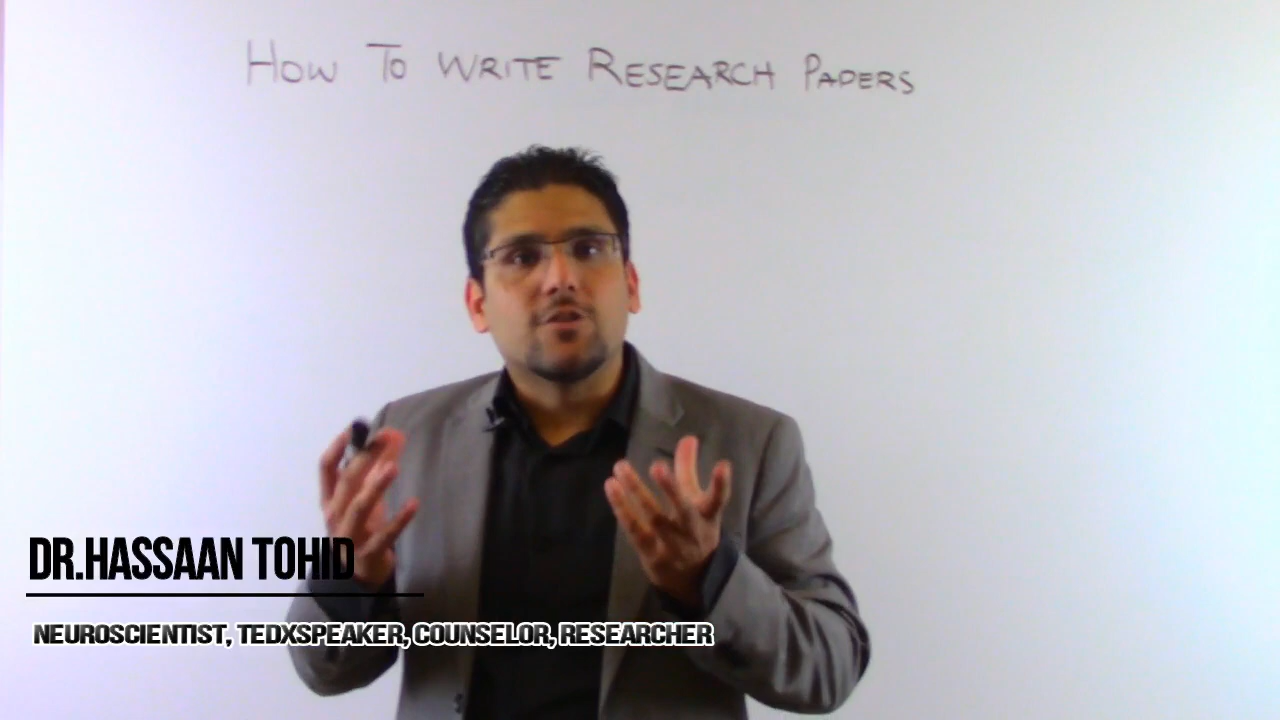 HOW TO WRITE RESEARCH PAPERS
DR.HASSAAN TOHID
NEUROSCIENTIST, TEDXSPEAKER, COUNSELOR, RESEARCHER